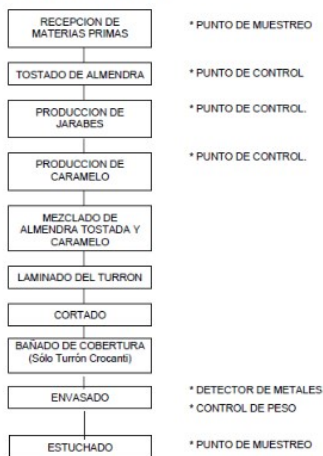 RECEPCION DE
MATERIAS PRIMAS
* PUNTO DE MUESTREO
TOSTADO DE ALMENDRA
* PUNTO DE CONTROL
PRODUCCION DE
JARABES
* PUNTO DE CONTROL.
PRODUCCION DE
CARAMELO
* PUNTO DE CONTROL.
MEZCLADO DE
ALMENDRA TOSTADA Y
CARAMELO
LAMINADO DEL TURRON
CORTADO
BAÑADO DE COBERTURA
(Sólo Turrón Crocanti)
ENVASADO
* DETECTOR DE METALES
* CONTROL DE PESO
ESTUCHADO
* PUNTO DE MUESTREO